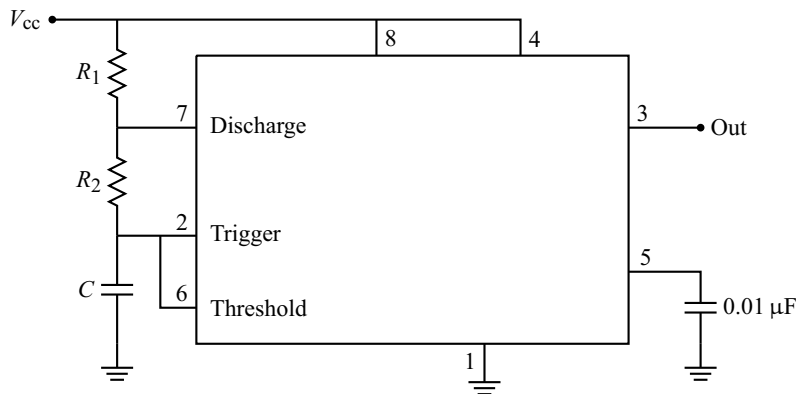 Vcc
8
4
R1
7
Discharge
3
Out
R2
2
Trigger
5
C
6
Threshold
0.01 μF
1